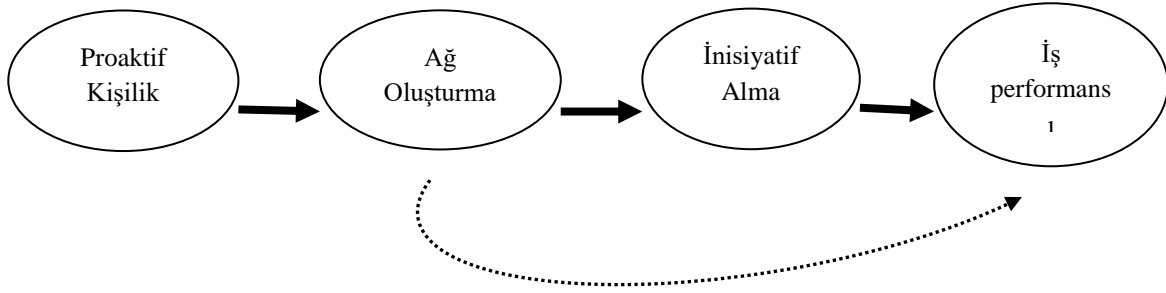 Proaktif
Kişilik
Ağ
Oluşturma
İnisiyatif
Alma
İş
performans
ı